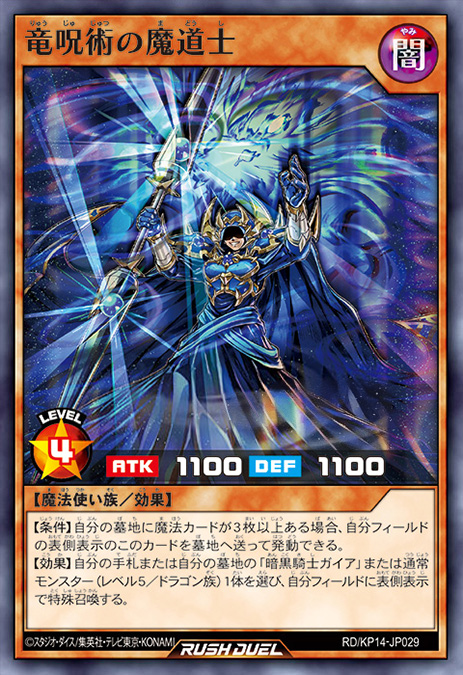 竜呪術の魔道士
闇
LEVEL
4
ATK 1100 DEF 1100
【魔法使い族／効果】
【条件】自分の墓地に魔法カードが3枚以上ある場合、自分フィールド
の表側表示のこのカードを墓地へ送って発動できる。
【効果】自分の手札または自分の墓地の「暗黒騎士ガイア」または通常
モンスター（レベル5／ドラゴン族）1体を選び、自分フィールドに表側表示
で特殊召喚する。
©スタジオ・ダイス/集英社・テレビ東京・KONAMI
RUSH DUEL
RD/KP14-JP029